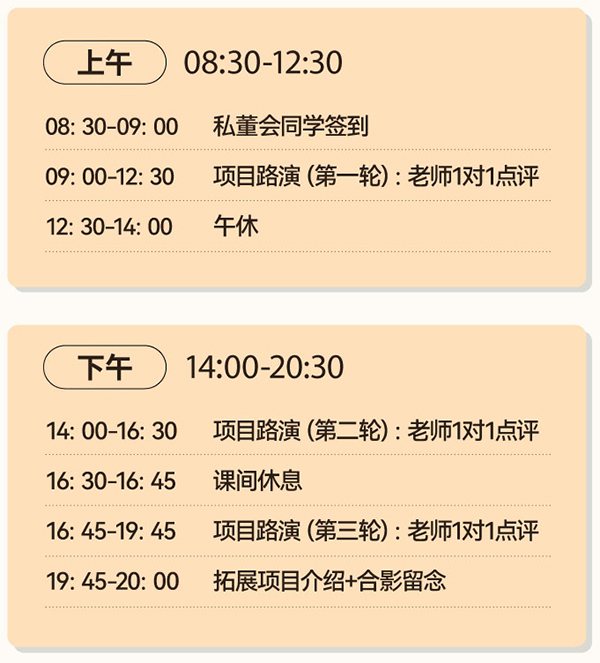 上午 08:30-12:30
08: 30-09: 00 私董会同学签到
09: 00-12: 30 项目路演（第一轮）: 老师1对1点评
12: 30-14: 00 午休
下午 14:00-20:30
14: 00-16: 30 项目路演（第二轮）: 老师1对1点评
16: 30-16: 45 课间休息
16: 45-19: 45 项目路演（第三轮）: 老师1对1点评
19: 45-20: 00 拓展项目介绍+合影留念